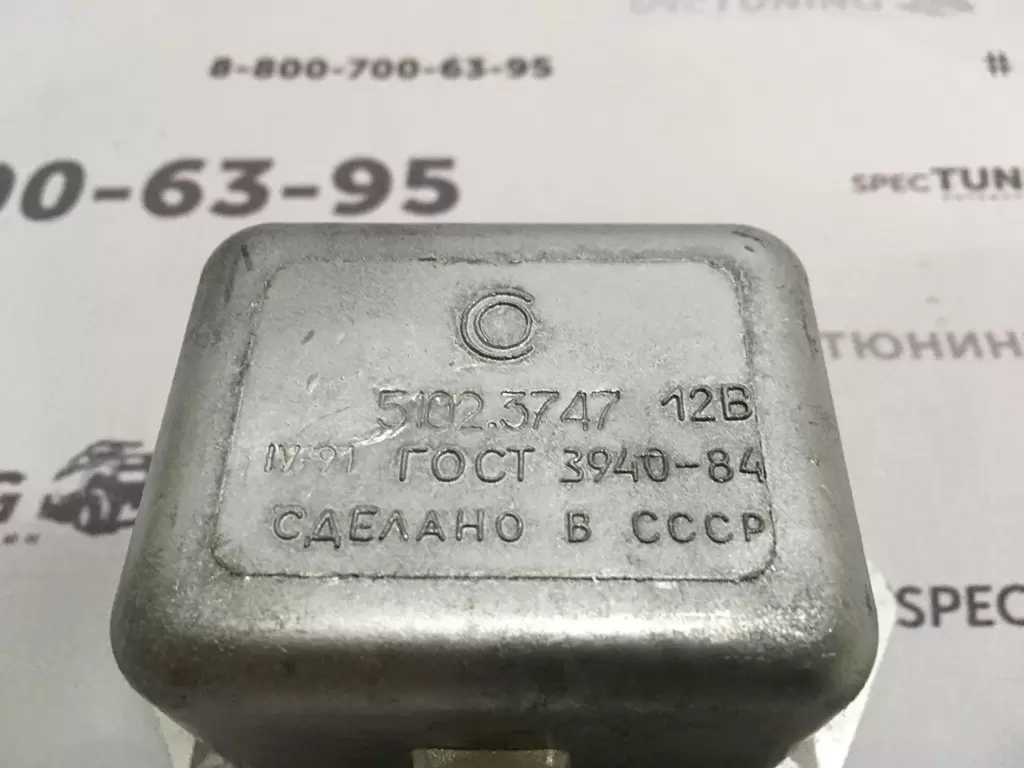 8-800-700-63-95
#
00-63-95
SPECTUN
5102.3747 12В
ТЮНИН
IV-91 ГОСТ 3940-84
СДЕЛАНО В СССР
SPEC